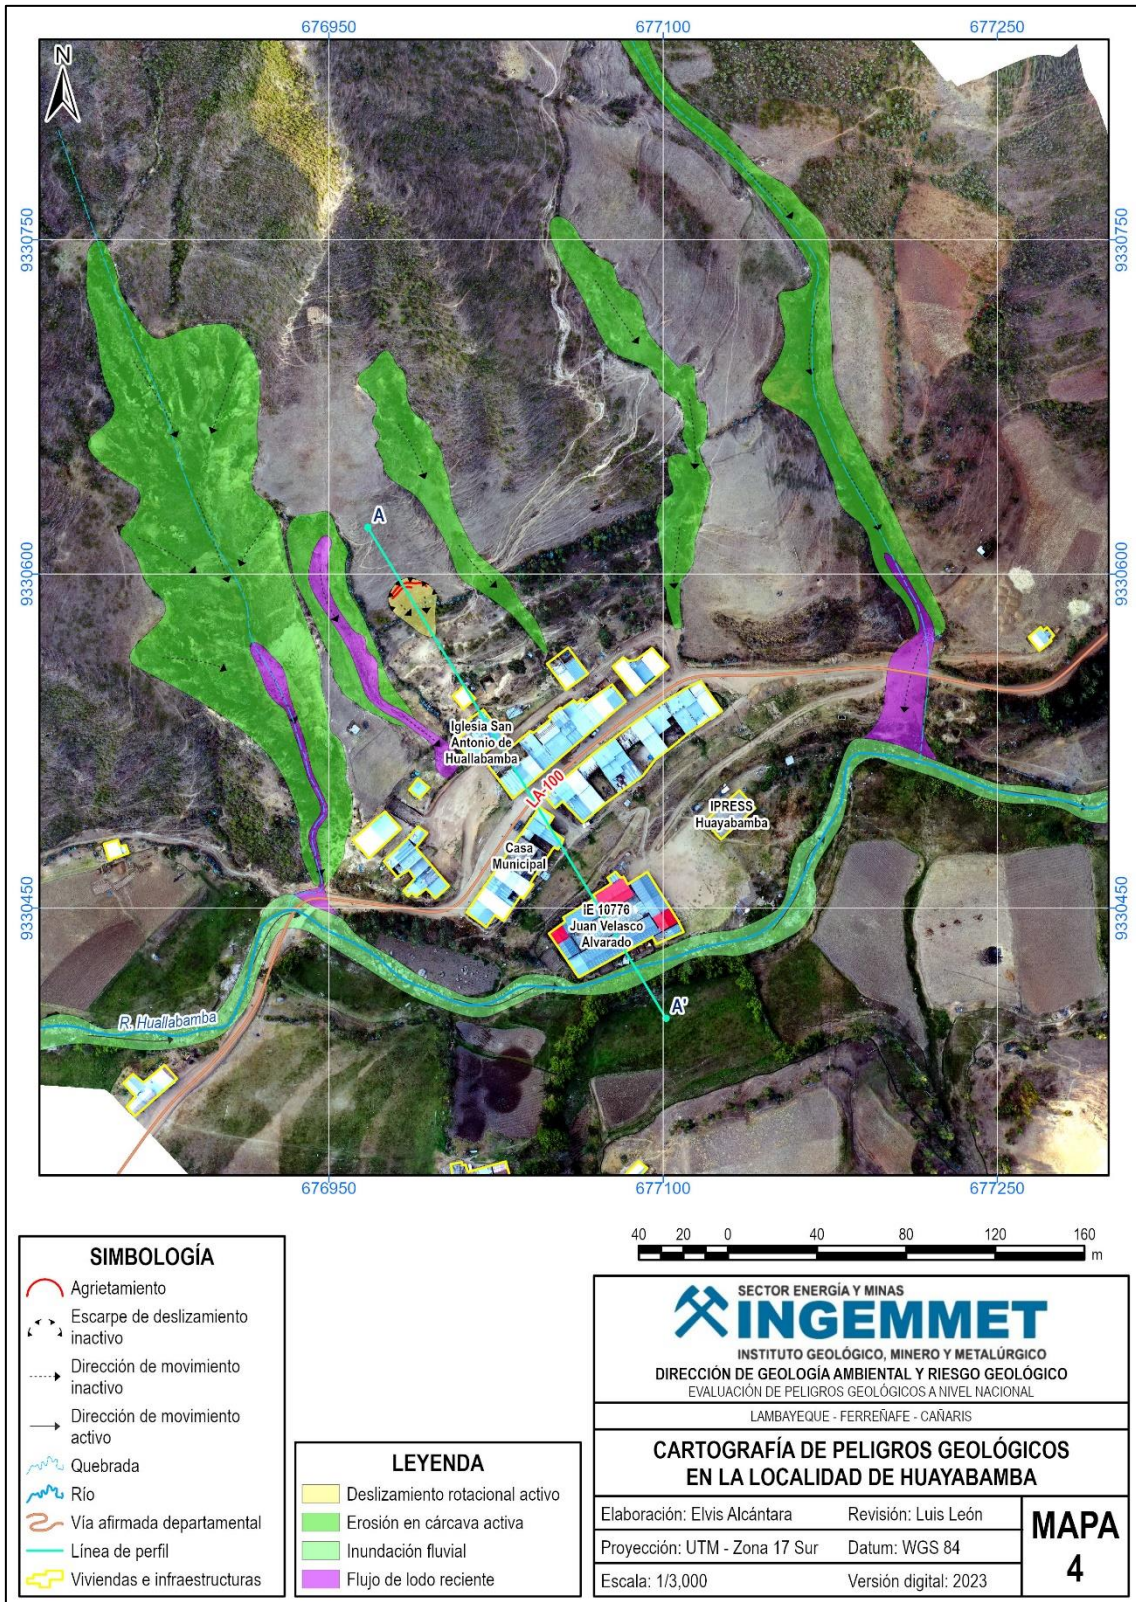 676950
677100
677250
N
9330750
9330750
A
9330600
9330600
Iglesia San
Antonio de
Huallabamba
LA-100
IPRESS
Huayabamba
Casa
Municipal
9330450
9330450
IE 10776
Juan Velasco
Alvarado
A'
R. Huallabamba
676950
677100
677250
40 20 0 40 80 120 160
m
SIMBOLOGÍA
Agrietamiento
Escarpe de deslizamiento
inactivo
Dirección de movimiento
inactivo
Dirección de movimiento
activo
Quebrada
Río
Vía afirmada departamental
Línea de perfil
Viviendas e infraestructuras
LEYENDA
Deslizamiento rotacional activo
Erosión en cárcava activa
Inundación fluvial
Flujo de lodo reciente
SECTOR ENERGÍA Y MINAS
INGEMMET
INSTITUTO GEOLÓGICO, MINERO Y METALÚRGICO
DIRECCIÓN DE GEOLOGÍA AMBIENTAL Y RIESGO GEOLÓGICO
EVALUACIÓN DE PELIGROS GEOLÓGICOS A NIVEL NACIONAL
LAMBAYEQUE - FERREÑAFE - CAÑARIS
CARTOGRAFÍA DE PELIGROS GEOLÓGICOS
EN LA LOCALIDAD DE HUAYABAMBA
Elaboración: Elvis Alcántara Revisión: Luis León
Proyección: UTM - Zona 17 Sur Datum: WGS 84
Escala: 1/3,000 Versión digital: 2023
MAPA
4